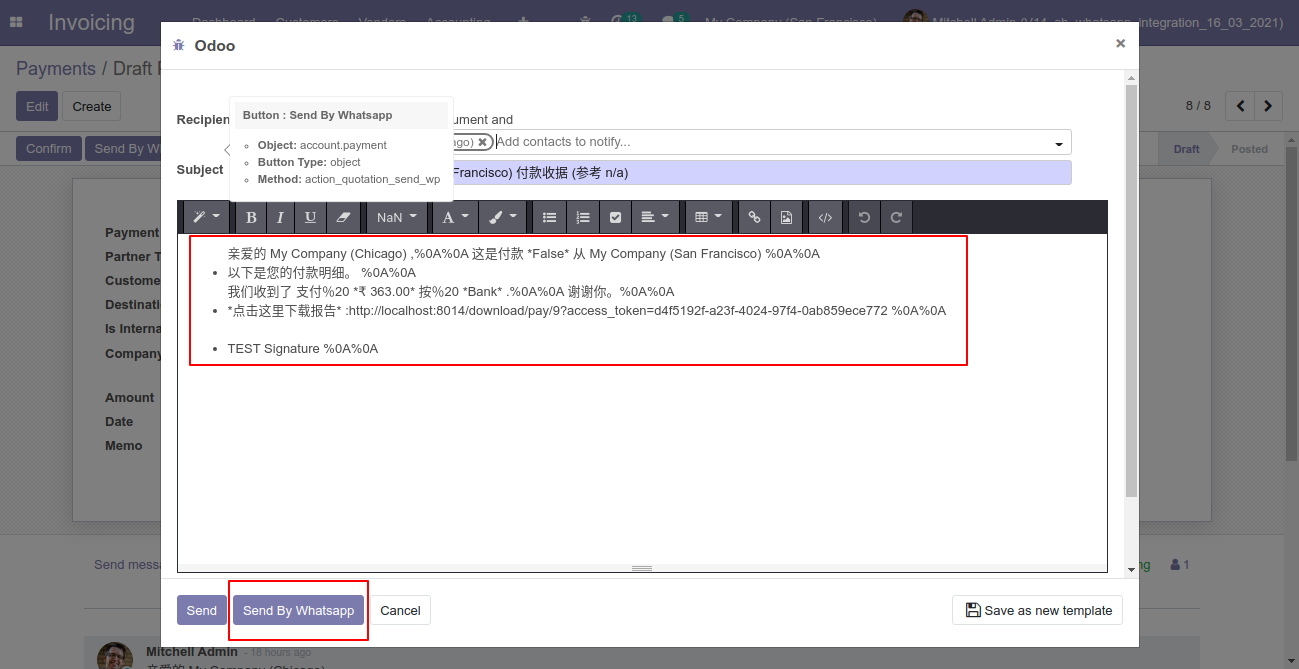 Invoicing
Dashboard Customers Vendors Accounting 13 5 My Company (San Francisco) Mitchell Admin (V14_sh_whatsapp_integration_16_03_2021)
Odoo
×
Payments / Draft
Edit Create
8 / 8
Confirm Send By
Draft Posted
Button : Send By Whatsapp
Object: account.payment
Button Type: object
Method: action_quotation_send_wp
Recipien
ument and
ago) Add contacts to notify...
Subject
Francisco) 付款收据 (参考 n/a)
B I U NaN A
Payment
Partner T
Custome
Destinati
Is Interna
Company
Amount
Date
Memo
亲爱的 My Company (Chicago) ,%0A%0A 这是付款 *False* 从 My Company (San Francisco) %0A%0A
以下是您的付款明细。 %0A%0A
我们收到了 支付%20 *₹ 363.00* 按%20 *Bank* .%0A%0A 谢谢你。%0A%0A
*点击这里下载报告* :http://localhost:8014/download/pay/9?access_token=d4f5192f-a23f-4024-97f4-0ab859ece772 %0A%0A
TEST Signature %0A%0A
Send messa
ng 1
Send Send By Whatsapp Cancel Save as new template
Mitchell Admin - 18 hours ago
亲爱的 My Company (Chicago)